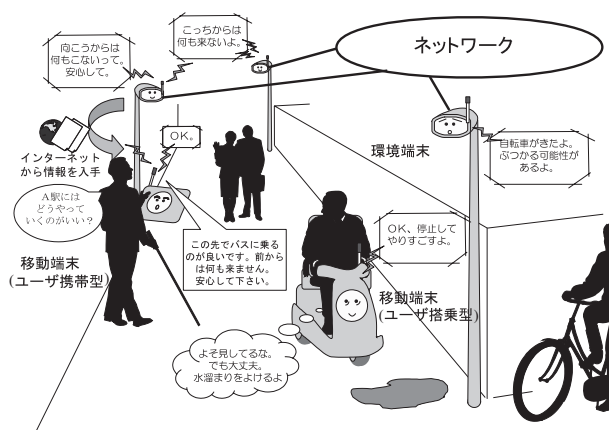 向こうからは
何もこないって。
安心して。
こっちからは
何も来ないよ。
ネットワーク
OK。
インターネット
から情報を入手
環境端末
自転車がきたよ。
ぶつかる可能性が
あるよ。
A駅には
どうやって
いくのがいい?
OK、停止して
やりすごすよ。
この先でバスに乗る
のが良いです。前から
は何も来ません。
安心して下さい。
移動端末
(ユーザ携帯型)
移動端末
(ユーザ搭乗型)
よそ見してるな。
でも大丈夫。
水溜まりをよけるよ